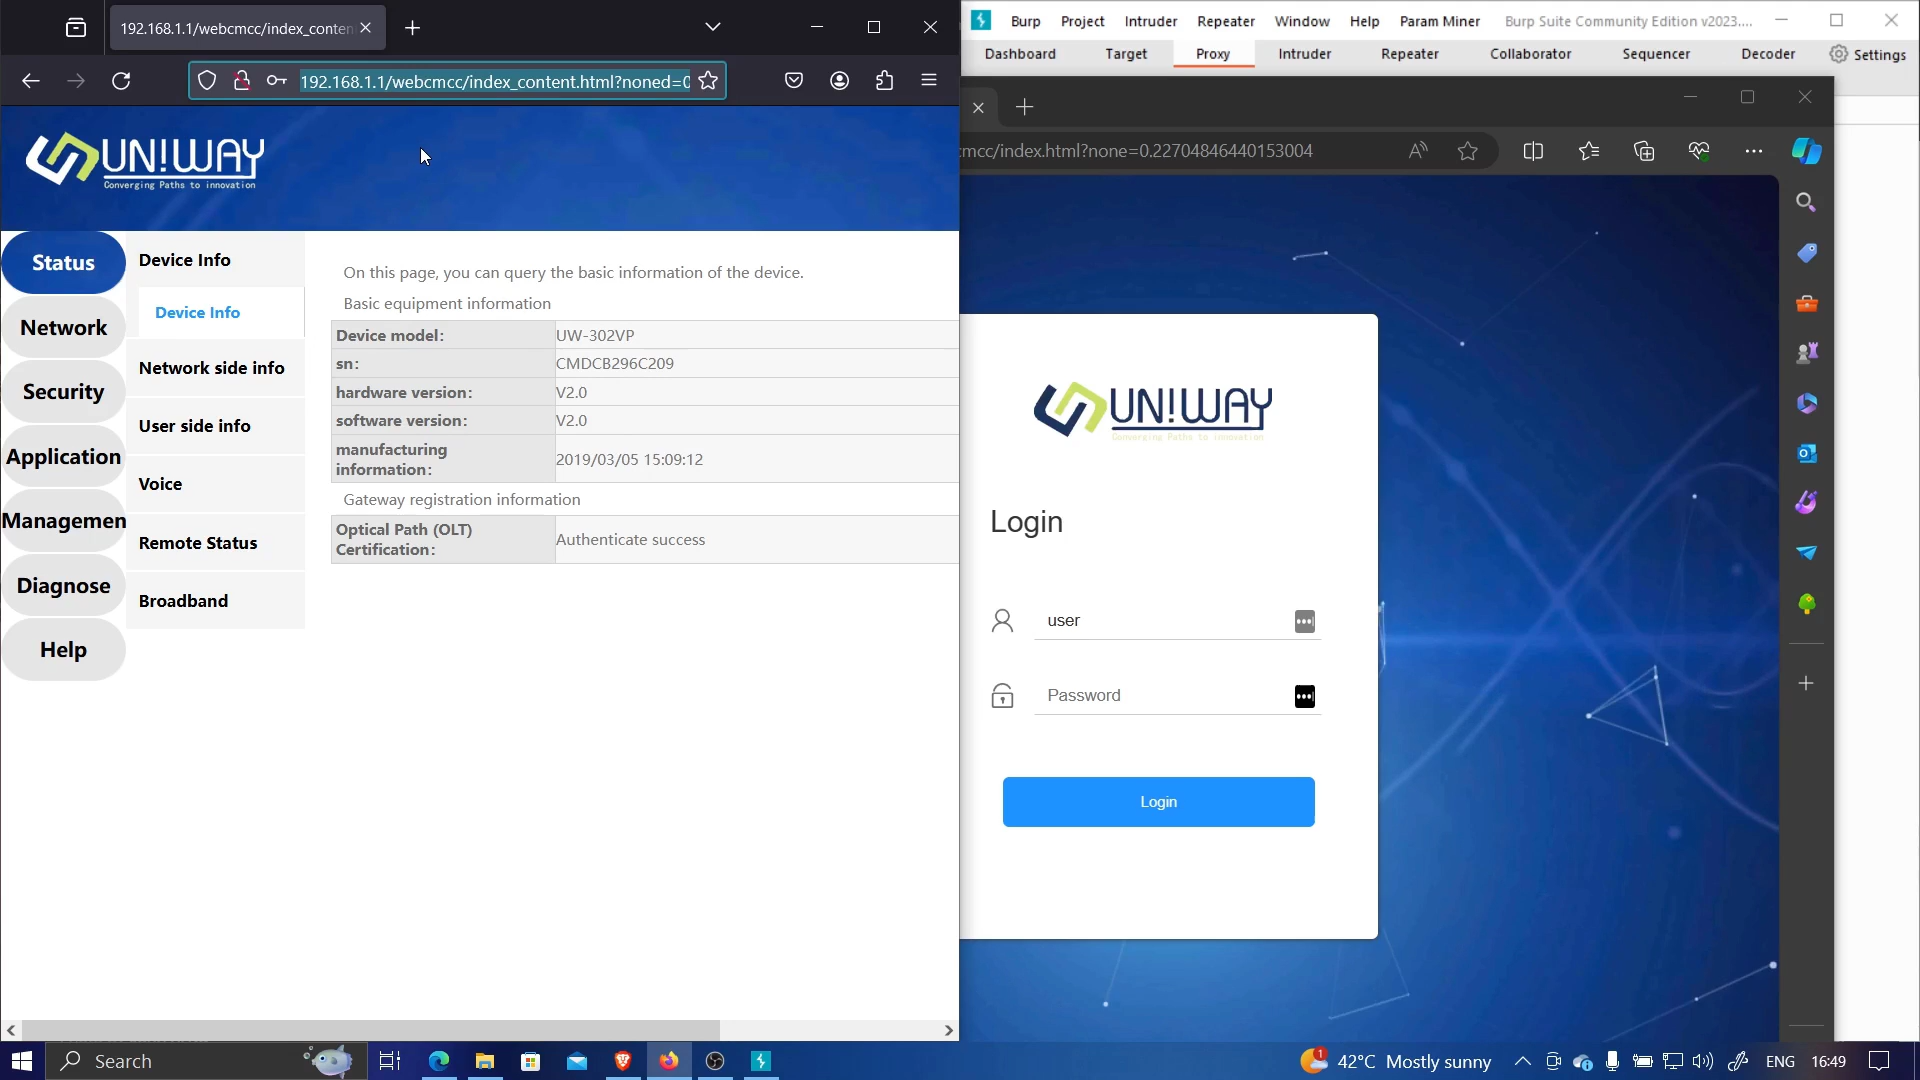 192.168.1.1/webcmcc/index_conten
192.168.1.1/webcmcc/index_content.html?noned=0
UN!WAY
Converging Paths to innovation
Status
Network
Security
Application
Managemen
Diagnose
Help
Device Info
Device Info
Network side info
User side info
Voice
Remote Status
Broadband
On this page, you can query the basic information of the device.
Basic equipment information
Device model: UW-302VP
sn: CMDCB296C209
hardware version: V2.0
software version: V2.0
manufacturing
information: 2019/03/05 15:09:12
Gateway registration information
Optical Path (OLT)
Certification: Authenticate success
Burp Project Intruder Repeater Window Help Param Miner Burp Suite Community Edition v2023....
Dashboard Target Proxy Intruder Repeater Collaborator Sequencer Decoder Settings
cmcc/index.html?none=0.22704846440153004
UN!WAY
Converging Paths to innovation
Login
user
Password
Login
Search
1
42°C Mostly sunny
ENG
16:49